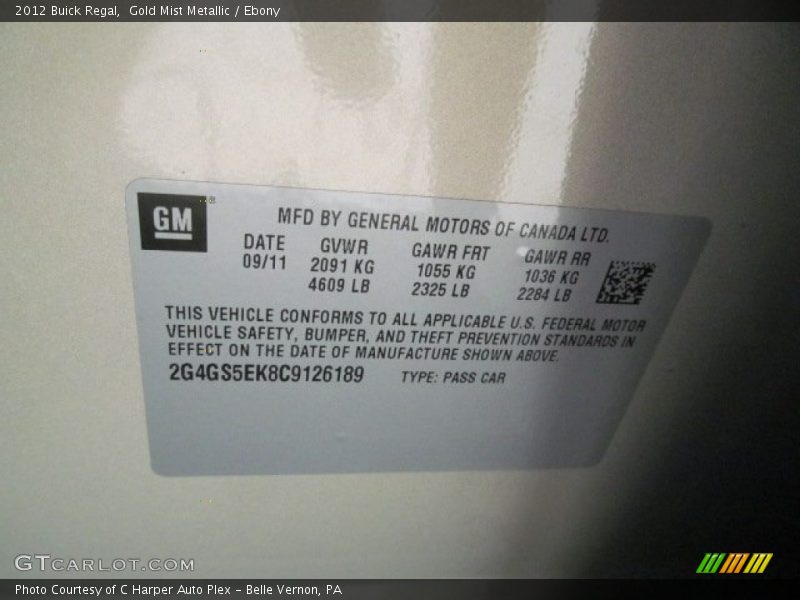 2012 Buick Regal, Gold Mist Metallic / Ebony
GM
MFD BY GENERAL MOTORS OF CANADA LTD.
DATE GVWR GAWR FRT GAWR RR
09/11 2091 KG 1055 KG 1036 KG
4609 LB 2325 LB 2284 LB
THIS VEHICLE CONFORMS TO ALL APPLICABLE U.S. FEDERAL MOTOR
VEHICLE SAFETY, BUMPER, AND THEFT PREVENTION STANDARDS IN
EFFECT ON THE DATE OF MANUFACTURE SHOWN ABOVE.
2G4GS5EK8C9126189 TYPE: PASS CAR
GTCARLOT.COM
Photo Courtesy of C Harper Auto Plex - Belle Vernon, PA